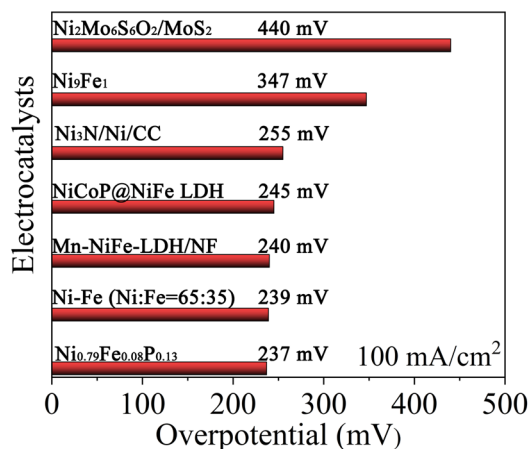 Electrocatalysts
Ni₂Mo₆S₆O₂/MoS₂ 440 mV
Ni₉Fe₁ 347 mV
Ni₃N/Ni/CC 255 mV
NiCoP@NiFe LDH 245 mV
Mn-NiFe-LDH/NF 240 mV
Ni-Fe (Ni:Fe=65:35) 239 mV
Ni₀.₇₉Fe₀.₀₈P₀.₁₃ 237 mV
100 mA/cm²
0 100 200 300 400 500
Overpotential (mV)